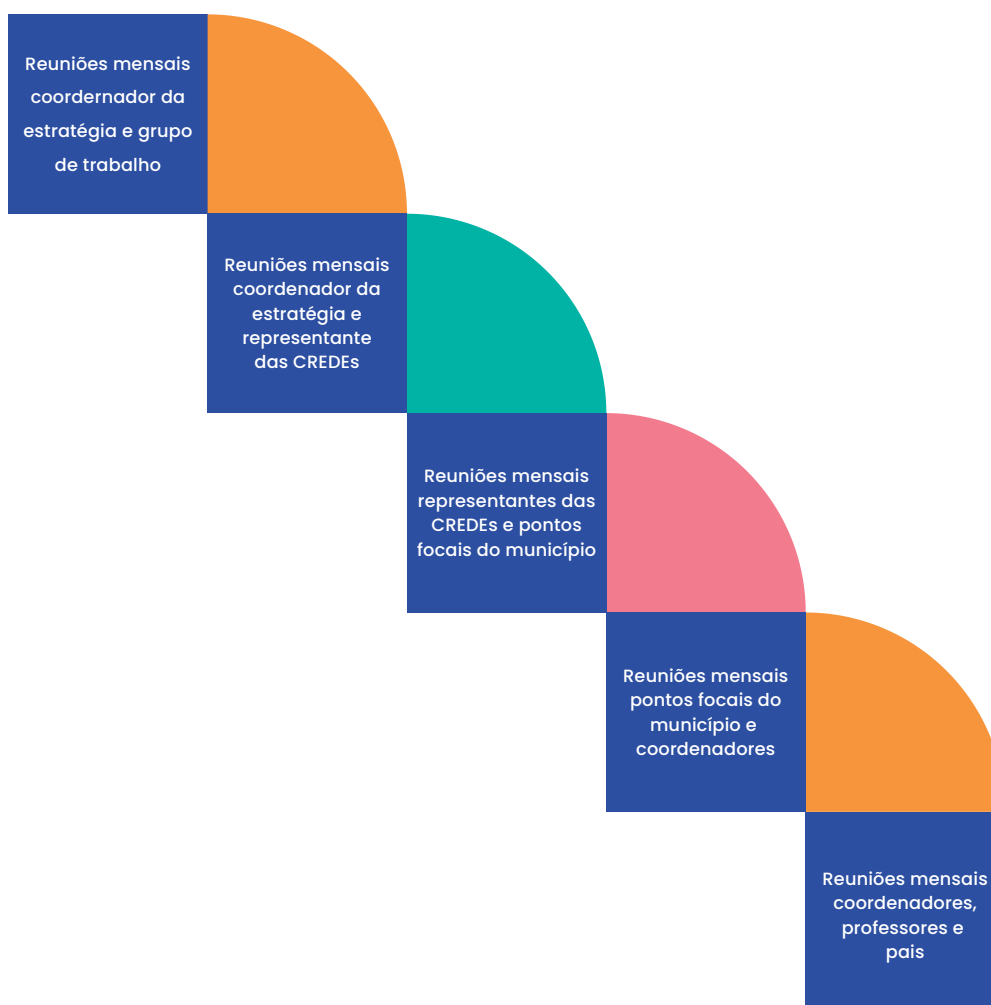 Reuniões mensais
coordernador da
estratégia e grupo
de trabalho
Reuniões mensais
coordenador da
estratégia e
representante
das CREDEs
Reuniões mensais
representantes das
CREDEs e pontos
focais do município
Reuniões mensais
pontos focais do
município e
coordenadores
Reuniões mensais
coordenadores,
professores e
pais